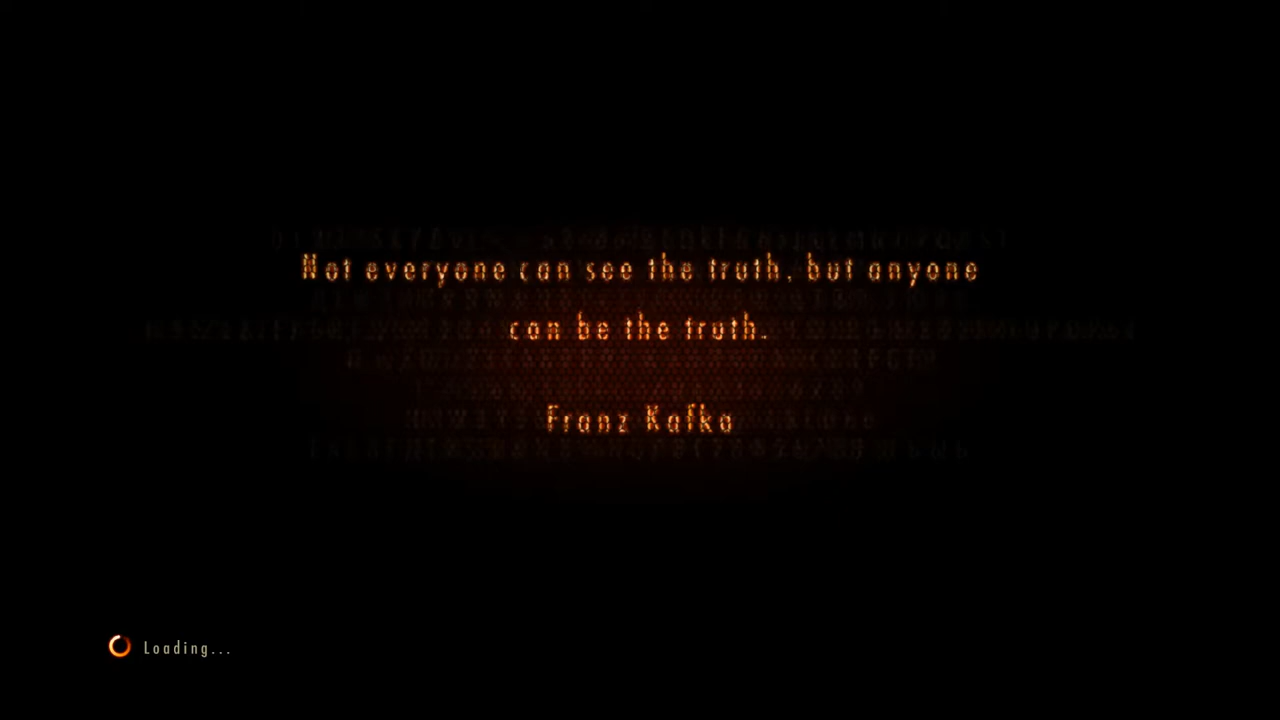 Not everyone can see the truth, but anyone
can be the truth.
Franz Kafka
Loading...